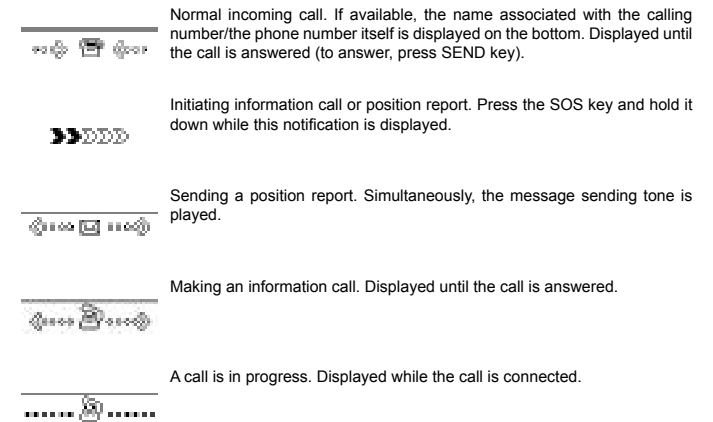 Normal incoming call. If available, the name associated with the calling
number/the phone number itself is displayed on the bottom. Displayed until
the call is answered (to answer, press SEND key).
Initiating information call or position report. Press the SOS key and hold it
down while this notification is displayed.
Sending a position report. Simultaneously, the message sending tone is
played.
Making an information call. Displayed until the call is answered.
A call is in progress. Displayed while the call is connected.